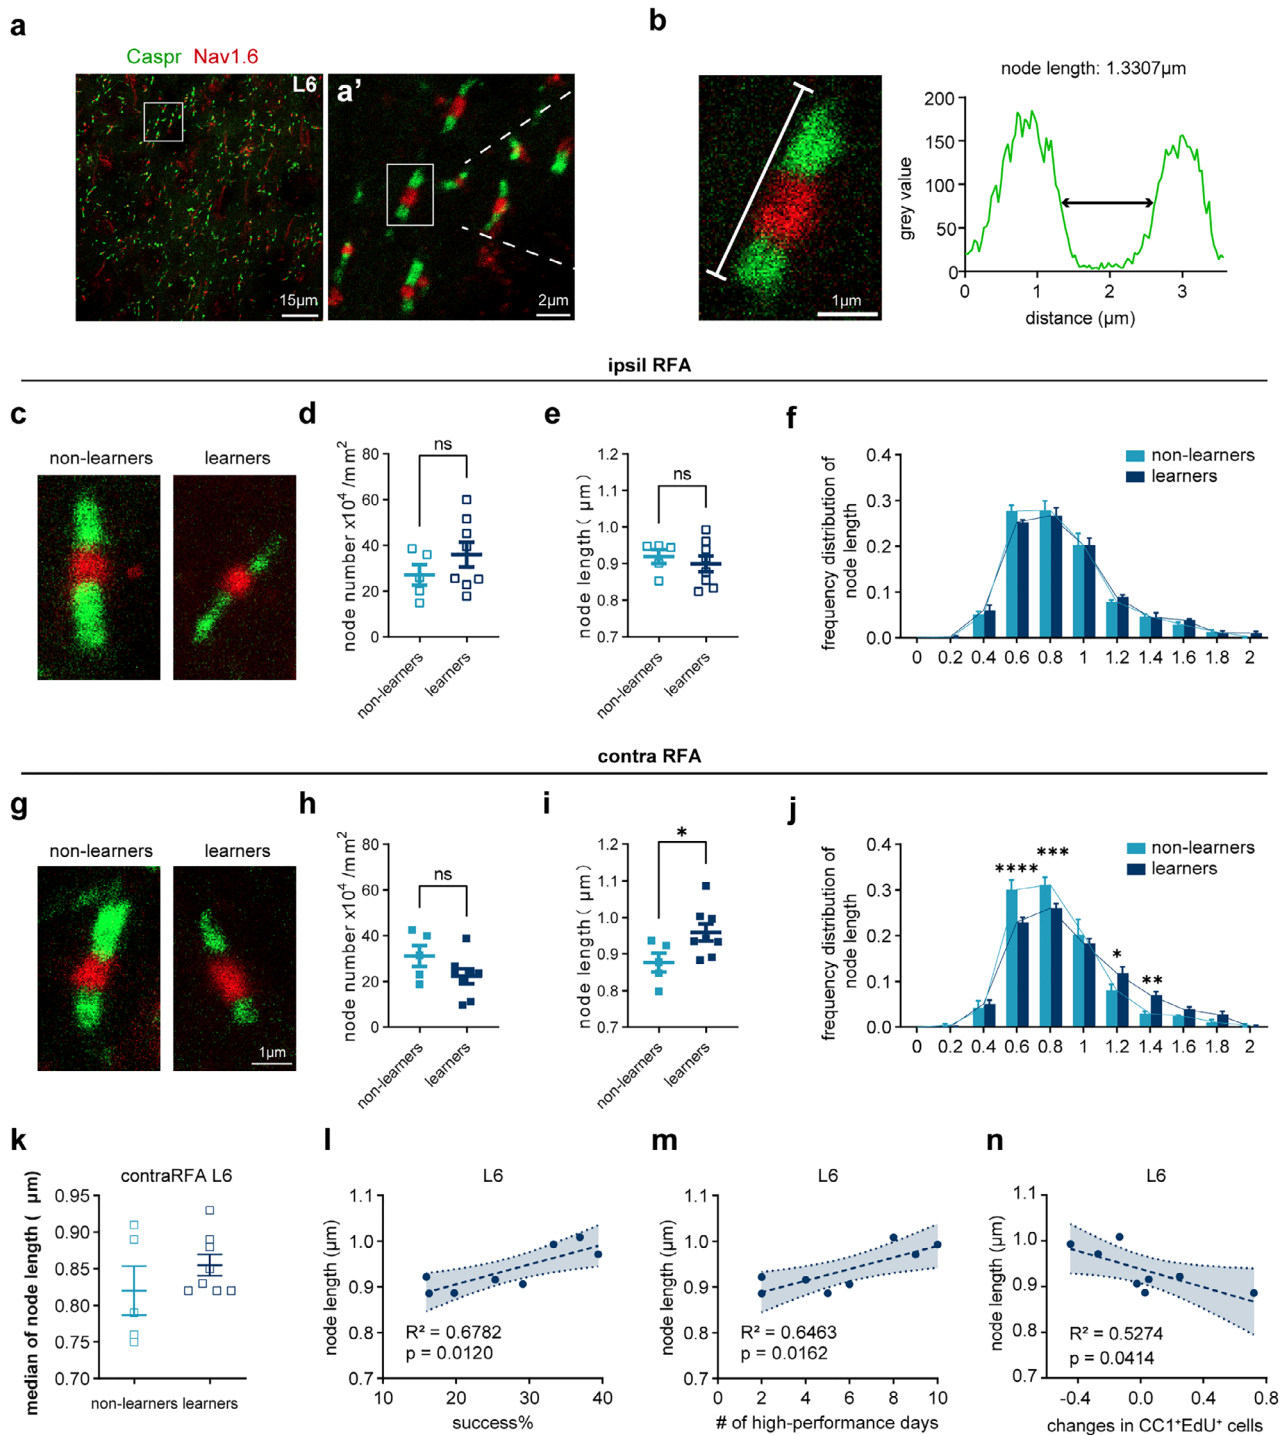 a
Caspr Nav1.6
L6
15μm
a’
2μm
b
1μm
node length: 1.3307μm
grey value
200
150
100
50
0
0 1 2 3
distance (μm)
ipsil RFA
c
non-learners learners
d
node number x10⁴ /mm²
80
60
40
20
0
ns
non-learners
learners
e
node length( μm)
1.2
1.1
1.0
0.9
0.8
0.7
ns
non-learners
learners
f
frequency distribution of
node length
0.4
0.3
0.2
0.1
0.0
0 0.2 0.4 0.6 0.8 1 1.2 1.4 1.6 1.8 2
non-learners
learners
contra RFA
g
non-learners learners
1μm
h
node number x10⁴ /mm²
80
60
40
20
0
ns
non-learners
learners
i
node length( μm)
1.2
1.1
1.0
0.9
0.8
0.7
*
non-learners
learners
j
frequency distribution of
node length
0.4
0.3
0.2
0.1
0.0
**** *** * **
0 0.2 0.4 0.6 0.8 1 1.2 1.4 1.6 1.8 2
non-learners
learners
k
contraRFA L6
median of node length ( μm)
0.95
0.90
0.85
0.80
0.75
0.70
non-learners learners
l
L6
node length (μm)
1.1
1.0
0.9
0.8
0.7
R² = 0.6782
p = 0.0120
10 20 30 40
success%
m
L6
node length (μm)
1.1
1.0
0.9
0.8
0.7
R² = 0.6463
p = 0.0162
0 2 4 6 8 10
# of high-performance days
n
L6
node length (μm)
1.1
1.0
0.9
0.8
0.7
R² = 0.5274
p = 0.0414
-0.4 0.0 0.4 0.8
changes in CC1⁺EdU⁺ cells